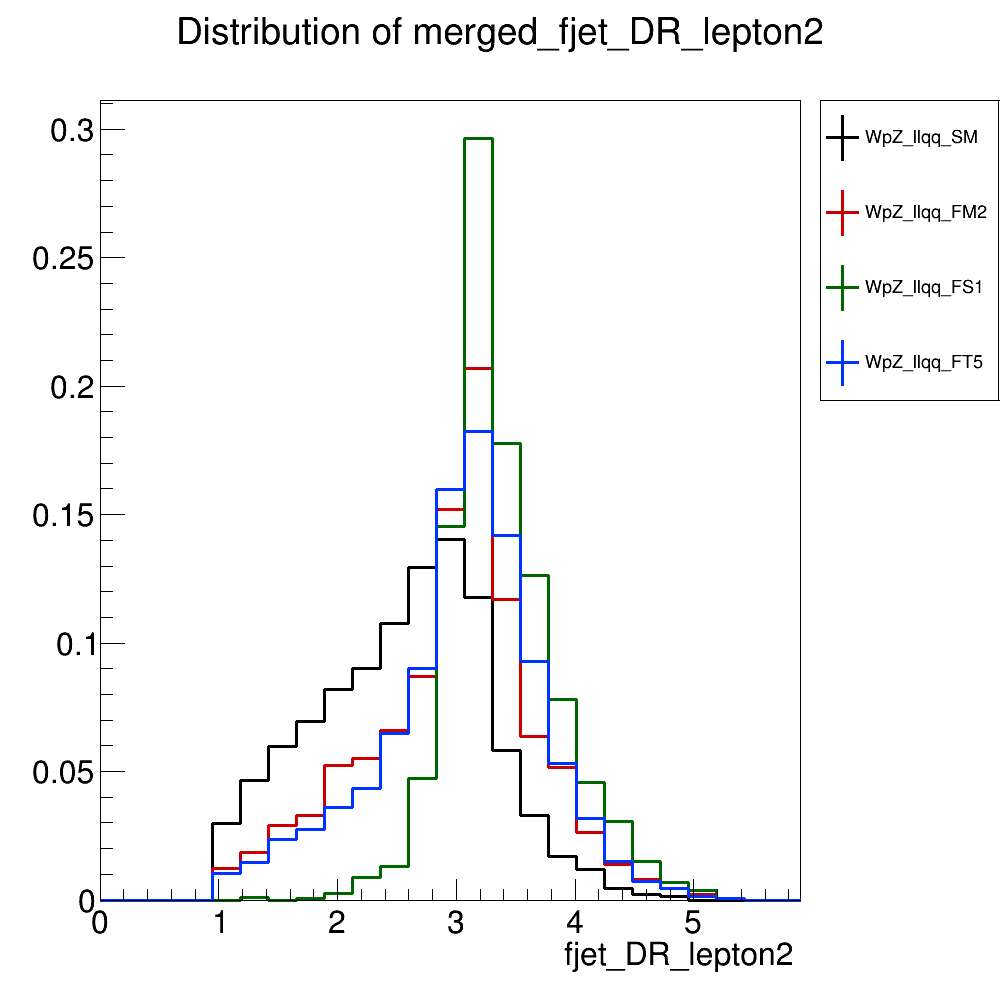 Distribution of merged_fjet_DR_lepton2
0.3
0.25
0.2
0.15
0.1
0.05
0
0 1 2 3 4 5
fjet_DR_lepton2
WpZ_llqq_SM
WpZ_llqq_FM2
WpZ_llqq_FS1
WpZ_llqq_FT5